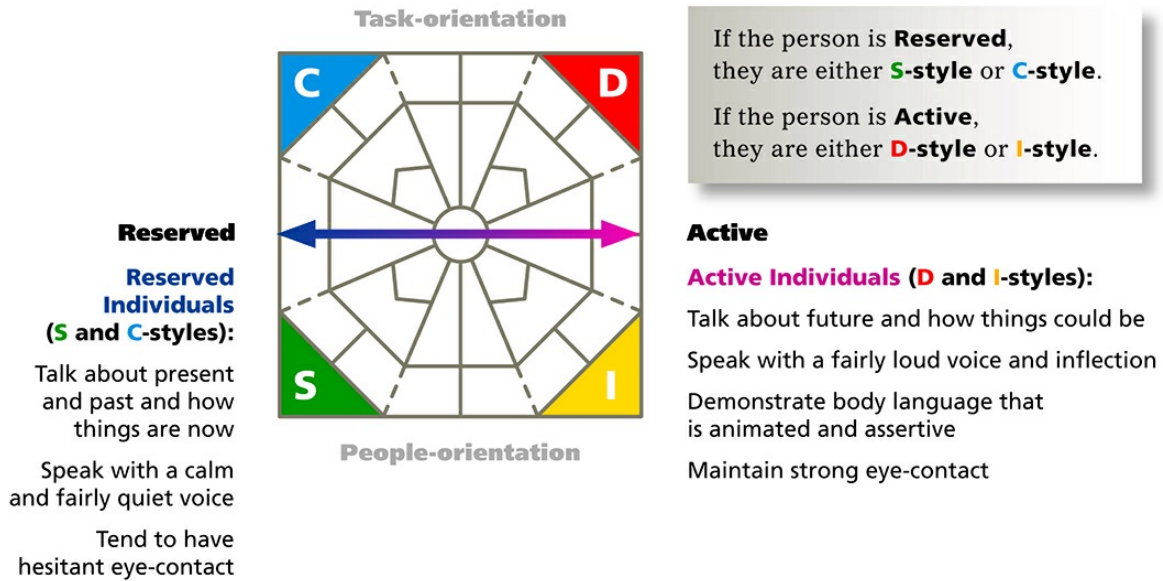 Task-orientation
C
D
S
I
People-orientation
If the person is Reserved,
they are either S-style or C-style.
If the person is Active,
they are either D-style or I-style.
Reserved
Reserved
Individuals
(S and C-styles):
Talk about present
and past and how
things are now
Speak with a calm
and fairly quiet voice
Tend to have
hesitant eye-contact
Active
Active Individuals (D and I-styles):
Talk about future and how things could be
Speak with a fairly loud voice and inflection
Demonstrate body language that
is animated and assertive
Maintain strong eye-contact